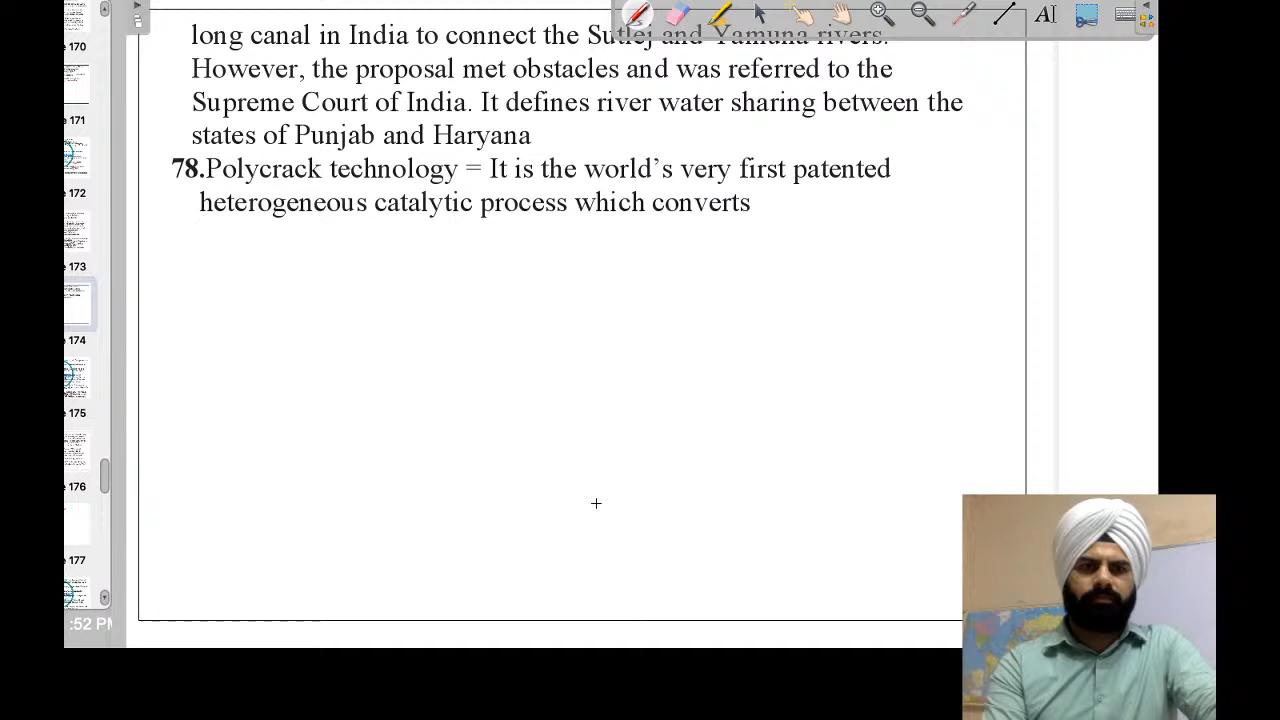 long canal in India to connect the Sutlej and Yamuna rivers.
However, the proposal met obstacles and was referred to the
Supreme Court of India. It defines river water sharing between the
states of Punjab and Haryana
78.Polycrack technology = It is the world's very first patented
heterogeneous catalytic process which converts
e 170
171
e 172
e 173
e 174
e 175
e 176
e 177
:52 PM
AI